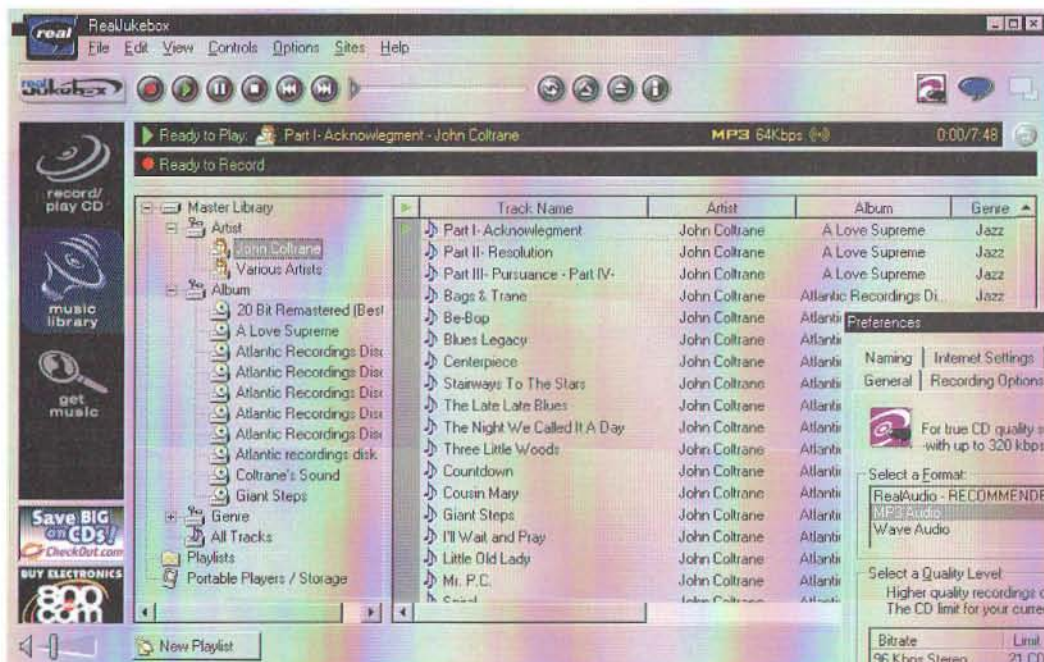 real RealJukebox
File Edit View Controls Options Sites Help
real Jukebox
Ready to Play: Part I- Acknowlegment - John Coltrane MP3 64Kbps 0:00/7:48
Ready to Record
record/
play CD
music
library
get
music
Save BIG
on CDs!
CheckOut.com
BUY ELECTRONICS
800
com
Master Library
Artist
John Coltrane
Various Artists
Album
20 Bit Remastered (Best
A Love Supreme
Atlantic Recordings Disc
Atlantic Recordings Disc
Atlantic Recordings Disc
Atlantic Recordings Disc
Atlantic Recordings Disc
Atlantic recordings disk
Coltrane's Sound
Giant Steps
Genre
All Tracks
Playlists
Portable Players / Storage
New Playlist
Track Name Artist Album Genre
Part I- Acknowlegment John Coltrane A Love Supreme Jazz
Part II- Resolution John Coltrane A Love Supreme Jazz
Part III- Pursuance - Part IV- John Coltrane A Love Supreme Jazz
Bags & Trane John Coltrane Atlantic Recordings Di... Jazz
Be-Bop John Coltrane Atlanti
Blues Legacy John Coltrane Atlanti
Centerpiece John Coltrane Atlanti
Stairways To The Stars John Coltrane Atlanti
The Late Late Blues John Coltrane Atlanti
The Night We Called It A Day John Coltrane Atlanti
Three Little Woods John Coltrane Atlanti
Countdown John Coltrane Atlanti
Cousin Mary John Coltrane Atlanti
Giant Steps John Coltrane Atlanti
I'll Wait and Pray John Coltrane Atlanti
Little Old Lady John Coltrane Atlanti
Mr. P.C. John Coltrane Atlanti
Preferences
Naming Internet Settings
General Recording Options
For true CD quality s
-with up to 320 kbps
Select a Format:
RealAudio - RECOMMENDE
MP3 Audio
Wave Audio
Select a Quality Level:
Higher quality recordings
The CD limit for your curre
Bitrate Limit
96 Kbps Stereo 21 CD